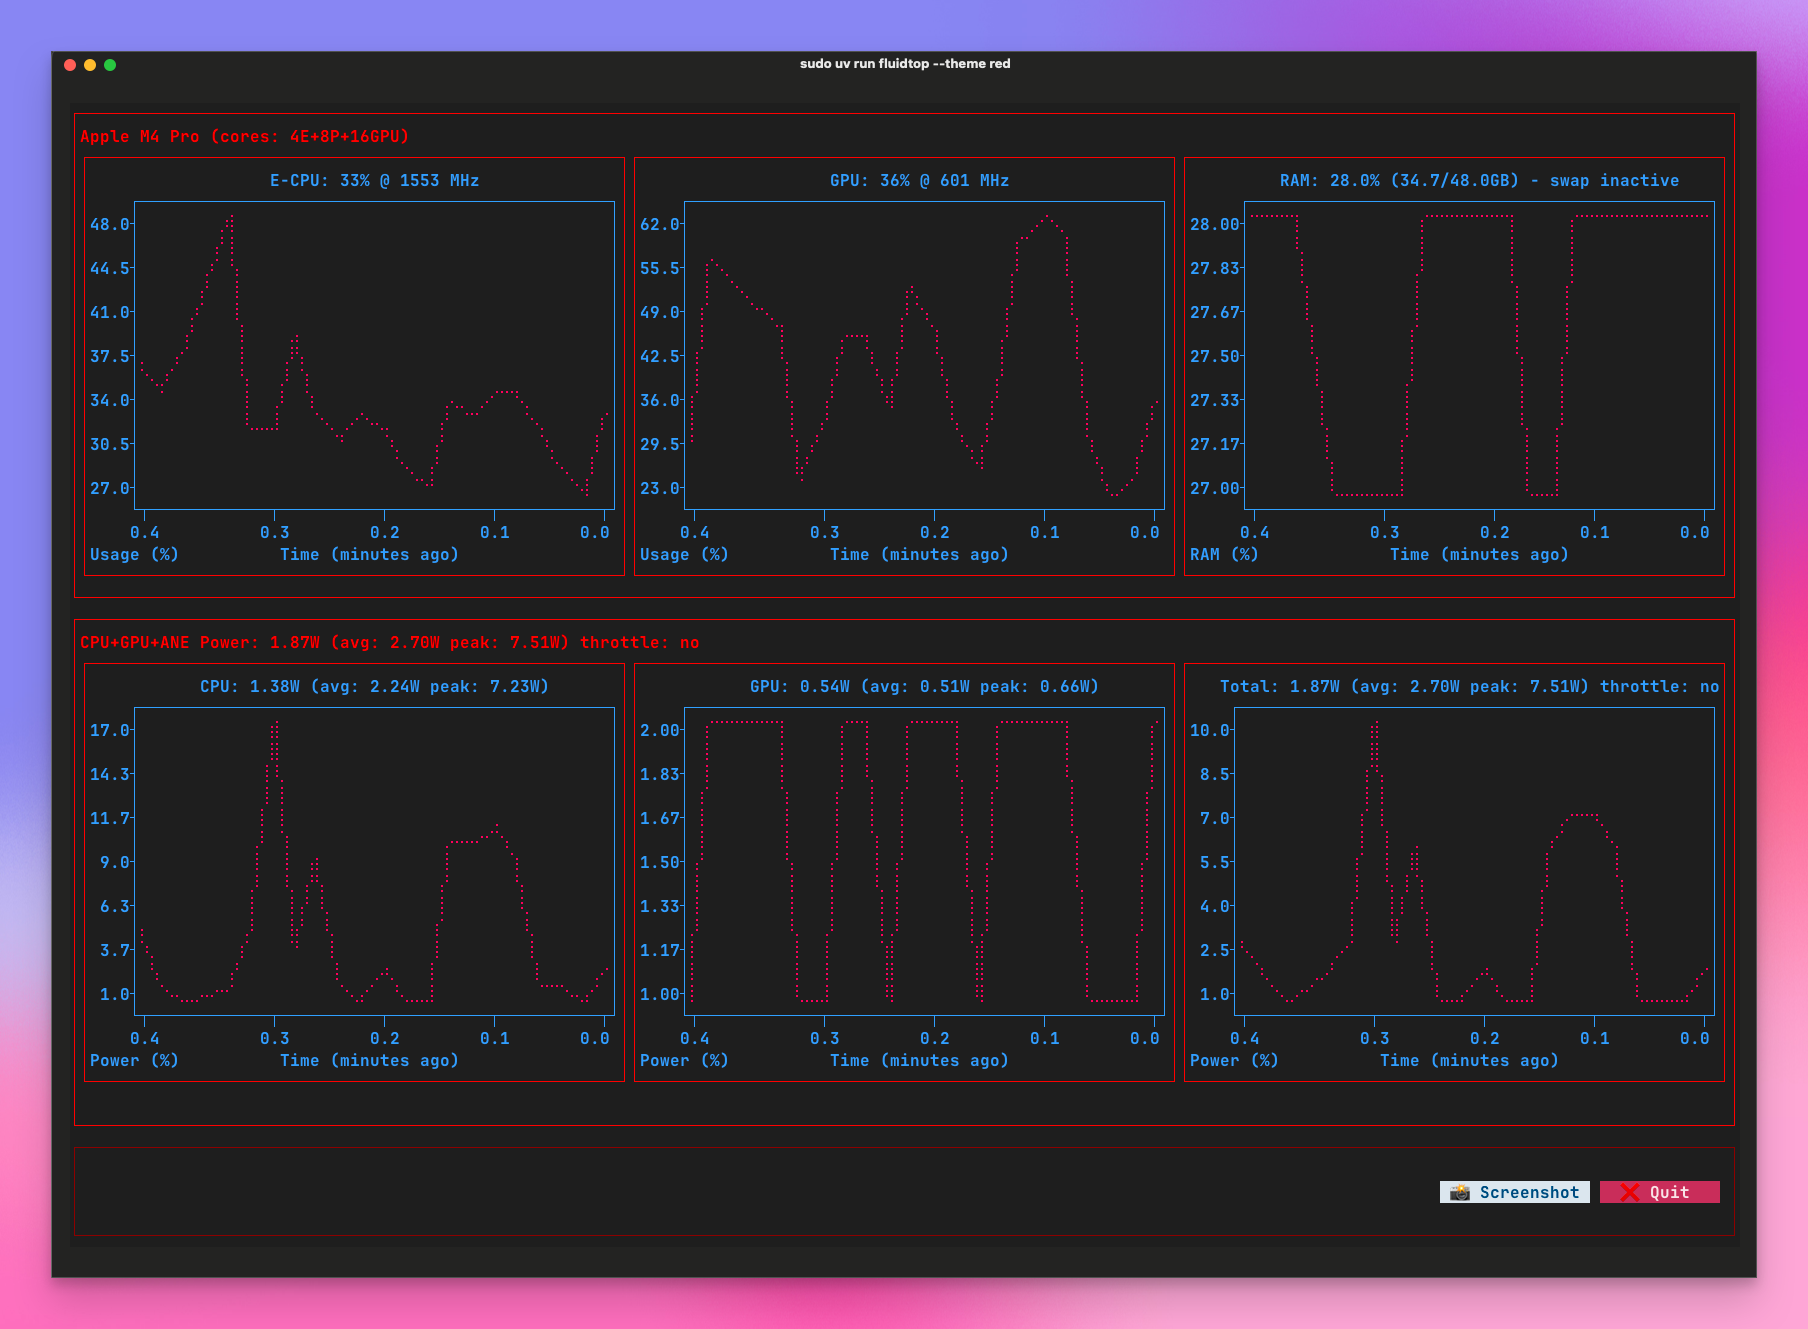 sudo uv run fluidtop --theme red
Apple M4 Pro (cores: 4E+8P+16GPU)
E-CPU: 33% @ 1553 MHz
48.0
44.5
41.0
37.5
34.0
30.5
27.0
0.4 0.3 0.2 0.1 0.0
Usage (%) Time (minutes ago)
GPU: 36% @ 601 MHz
62.0
55.5
49.0
42.5
36.0
29.5
23.0
0.4 0.3 0.2 0.1 0.0
Usage (%) Time (minutes ago)
RAM: 28.0% (34.7/48.0GB) - swap inactive
28.00
27.83
27.67
27.50
27.33
27.17
27.00
0.4 0.3 0.2 0.1 0.0
RAM (%) Time (minutes ago)
CPU+GPU+ANE Power: 1.87W (avg: 2.70W peak: 7.51W) throttle: no
CPU: 1.38W (avg: 2.24W peak: 7.23W)
17.0
14.3
11.7
9.0
6.3
3.7
1.0
0.4 0.3 0.2 0.1 0.0
Power (%) Time (minutes ago)
GPU: 0.54W (avg: 0.51W peak: 0.66W)
2.00
1.83
1.67
1.50
1.33
1.17
1.00
0.4 0.3 0.2 0.1 0.0
Power (%) Time (minutes ago)
Total: 1.87W (avg: 2.70W peak: 7.51W) throttle: no
10.0
8.5
7.0
5.5
4.0
2.5
1.0
0.4 0.3 0.2 0.1 0.0
Power (%) Time (minutes ago)
📸 Screenshot ❌ Quit